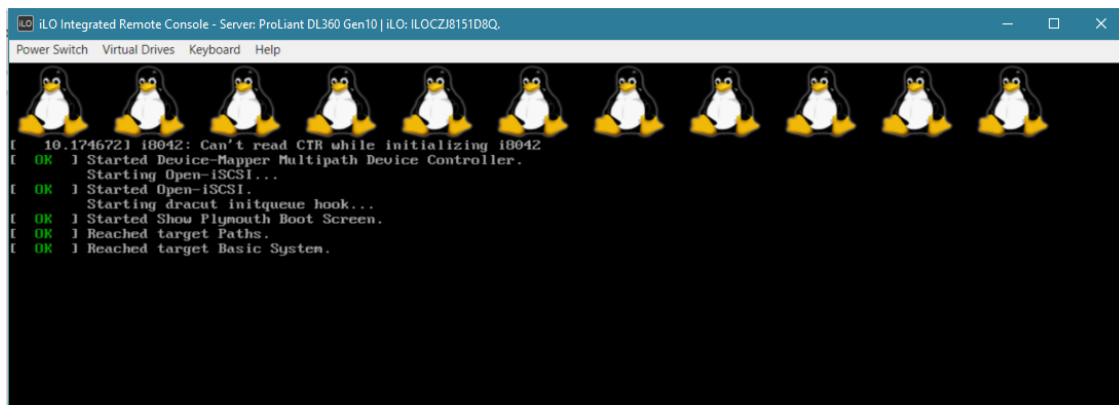 iLO iLO Integrated Remote Console - Server: ProLiant DL360 Gen10 | iLO: ILOCZJ8151D8Q.
Power Switch Virtual Drives Keyboard Help
[   10.174672] i8042: Can't read CTR while initializing i8042
[  OK  ] Started Device-Mapper Multipath Device Controller.
         Starting Open-iSCSI...
[  OK  ] Started Open-iSCSI.
         Starting dracut initqueue hook...
[  OK  ] Started Show Plymouth Boot Screen.
[  OK  ] Reached target Paths.
[  OK  ] Reached target Basic System.